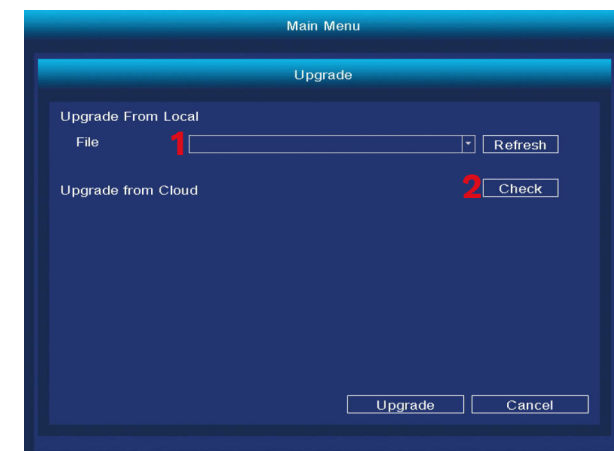 Main Menu
Upgrade
Upgrade From Local
File 1 Refresh
Upgrade from Cloud 2 Check
Upgrade Cancel